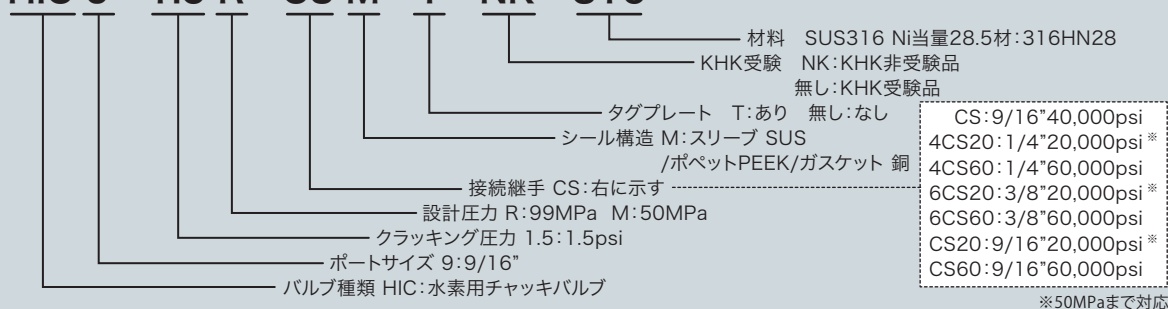 材料 SUS316 Ni当量28.5材：316HN28
KHK受験 NK：KHK非受験品
無し：KHK受験品
タグプレート T：あり 無し：なし
シール構造 M：スリーブ SUS
/ポペットPEEK/ガスケット 銅
接続継手 CS：右に示す
設計圧力 R：99MPa M：50MPa
クラッキング圧力 1.5：1.5psi
ポートサイズ 9：9/16”
バルブ種類 HIC：水素用チャッキバルブ
CS：9/16”40,000psi
4CS20：1/4”20,000psi※
4CS60：1/4”60,000psi
6CS20：3/8”20,000psi※
6CS60：3/8”60,000psi
CS20：9/16”20,000psi※
CS60：9/16”60,000psi
※50MPaまで対応